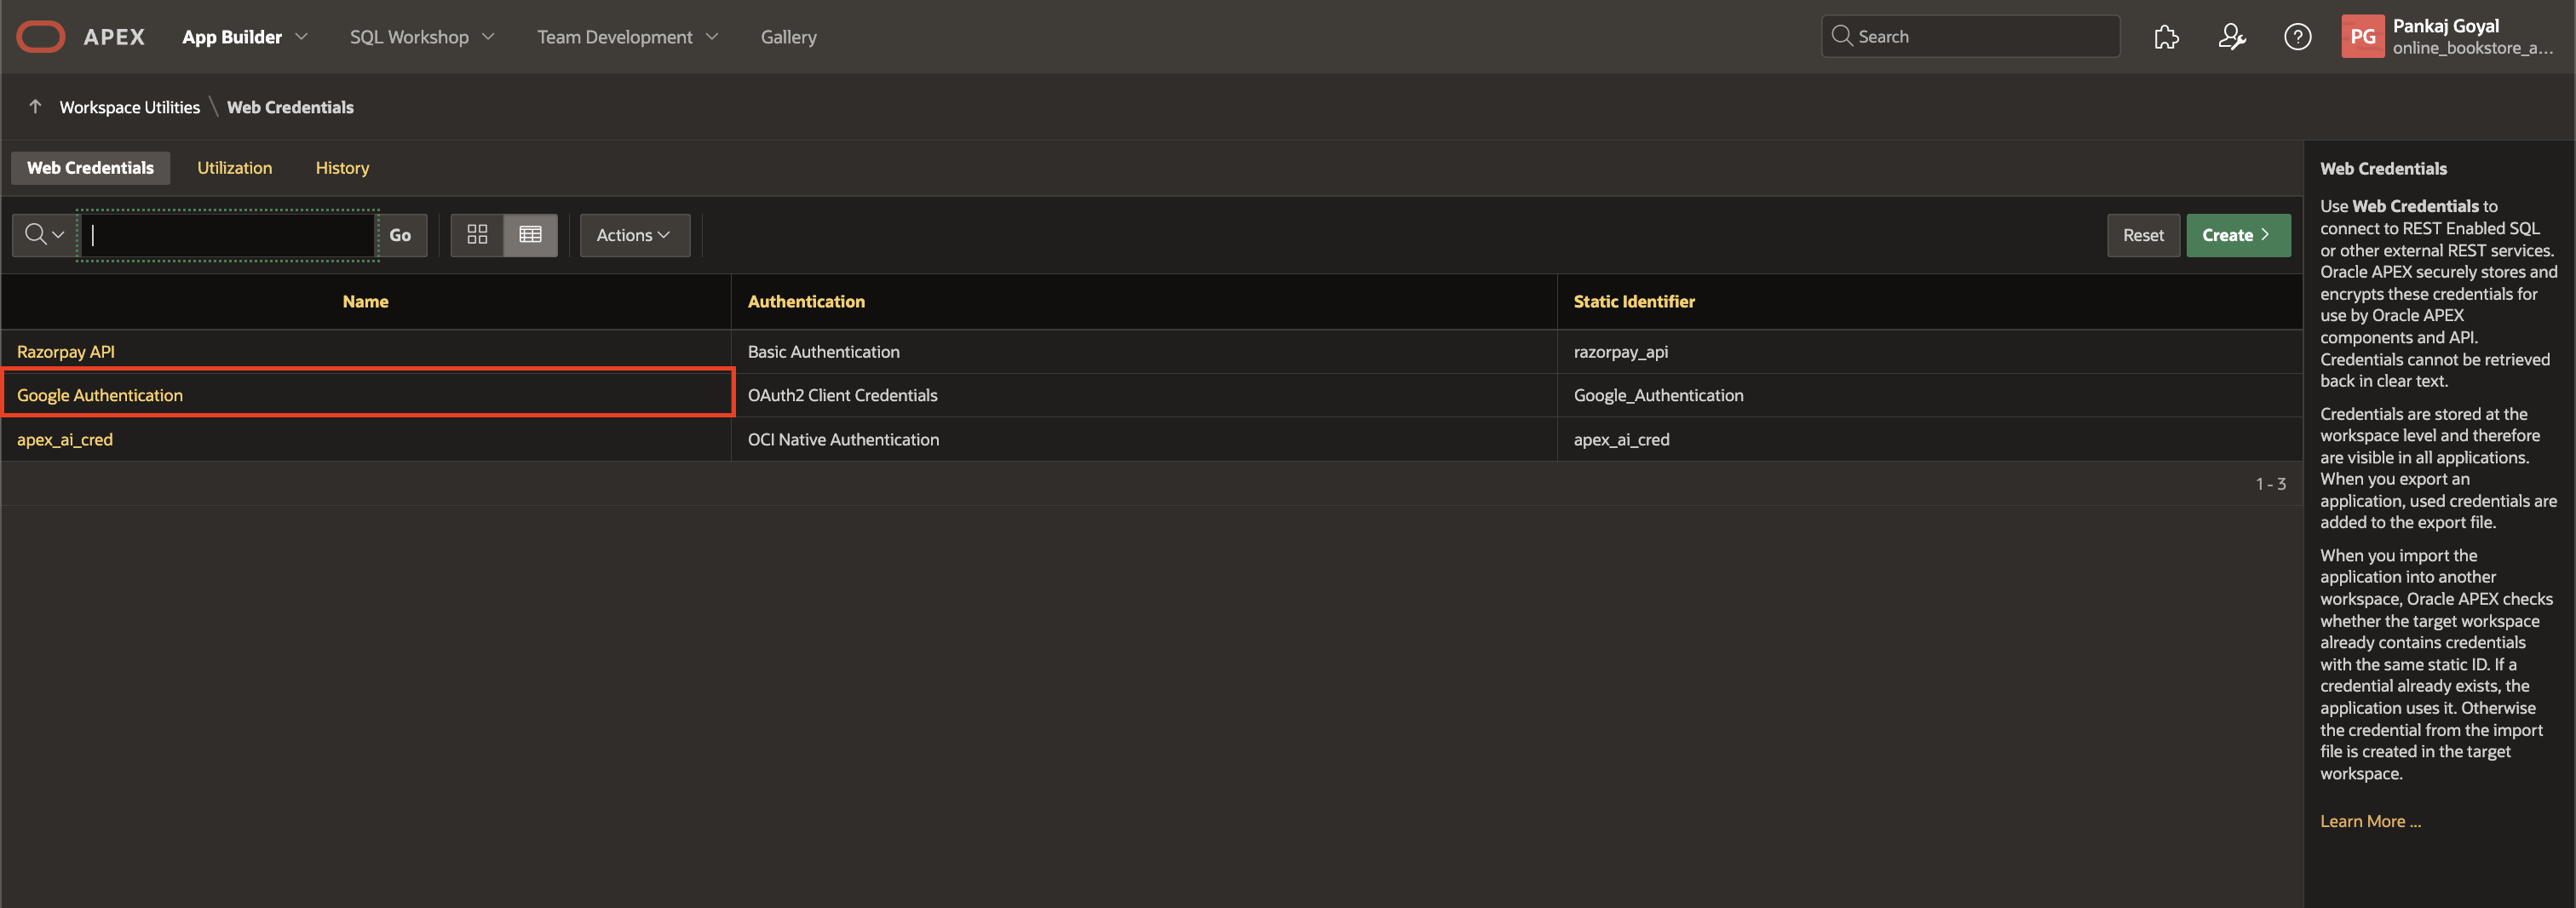 APEX
App Builder
SQL Workshop
Team Development
Gallery
Search
PG
Pankaj Goyal
online_bookstore_a...
Workspace Utilities \ Web Credentials
Web Credentials
Utilization
History
Go
Actions
Reset
Create
Name
Authentication
Static Identifier
Razorpay API
Basic Authentication
razorpay_api
Google Authentication
OAuth2 Client Credentials
Google_Authentication
apex_ai_cred
OCI Native Authentication
apex_ai_cred
1 - 3
Web Credentials
Use Web Credentials to
connect to REST Enabled SQL
or other external REST services.
Oracle APEX securely stores and
encrypts these credentials for
use by Oracle APEX
components and API.
Credentials cannot be retrieved
back in clear text.
Credentials are stored at the
workspace level and therefore
are visible in all applications.
When you export an
application, used credentials are
added to the export file.
When you import the
application into another
workspace, Oracle APEX checks
whether the target workspace
already contains credentials
with the same static ID. If a
credential already exists, the
application uses it. Otherwise
the credential from the import
file is created in the target
workspace.
Learn More ...